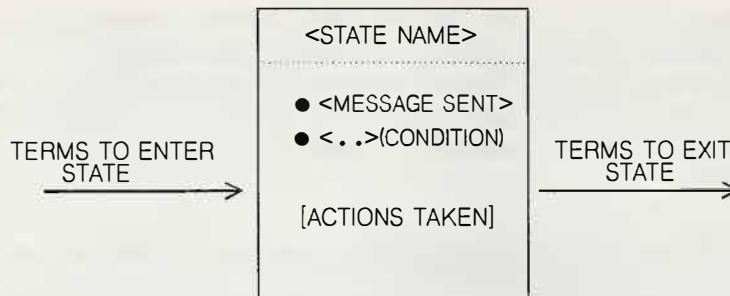 <STATE NAME>
● <MESSAGE SENT>
● <..>(CONDITION)
TERMS TO ENTER
STATE
TERMS TO EXIT
STATE
[ACTIONS TAKEN]